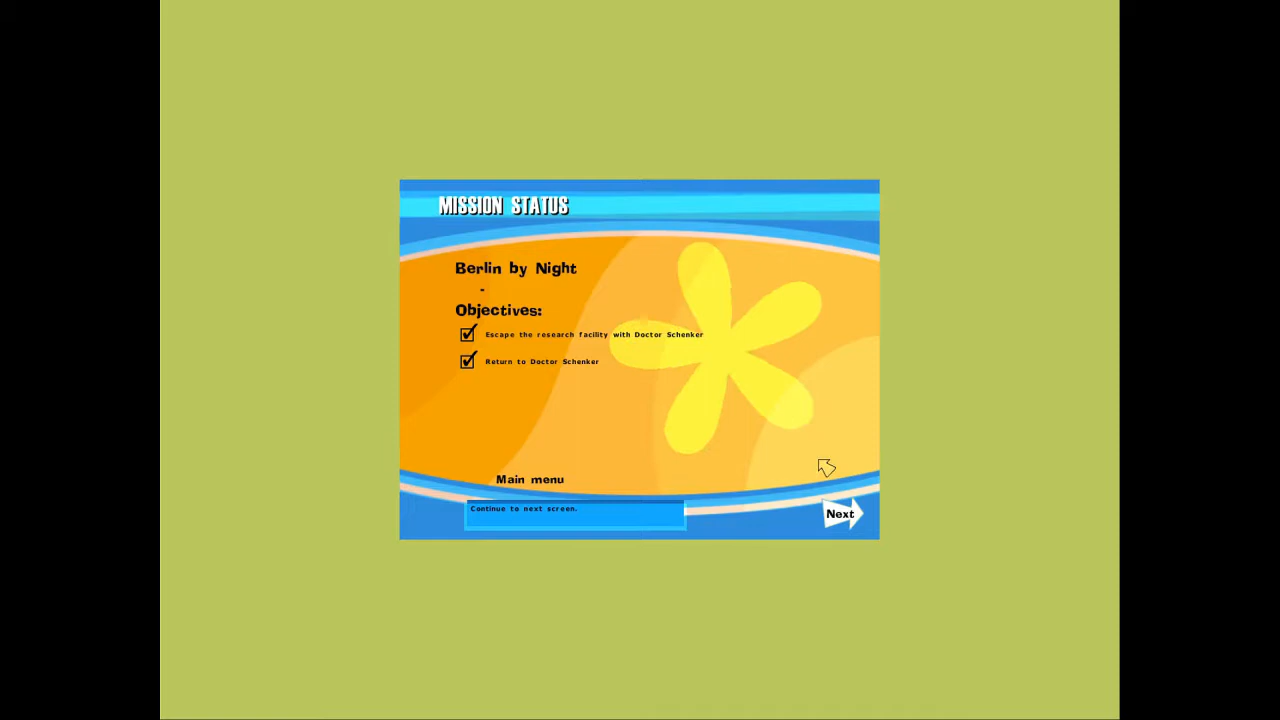 MISSION STATUS
Berlin by Night
-
Objectives:
Escape the research facility with Doctor Schenker
Return to Doctor Schenker
Main menu
Continue to next screen.
Next